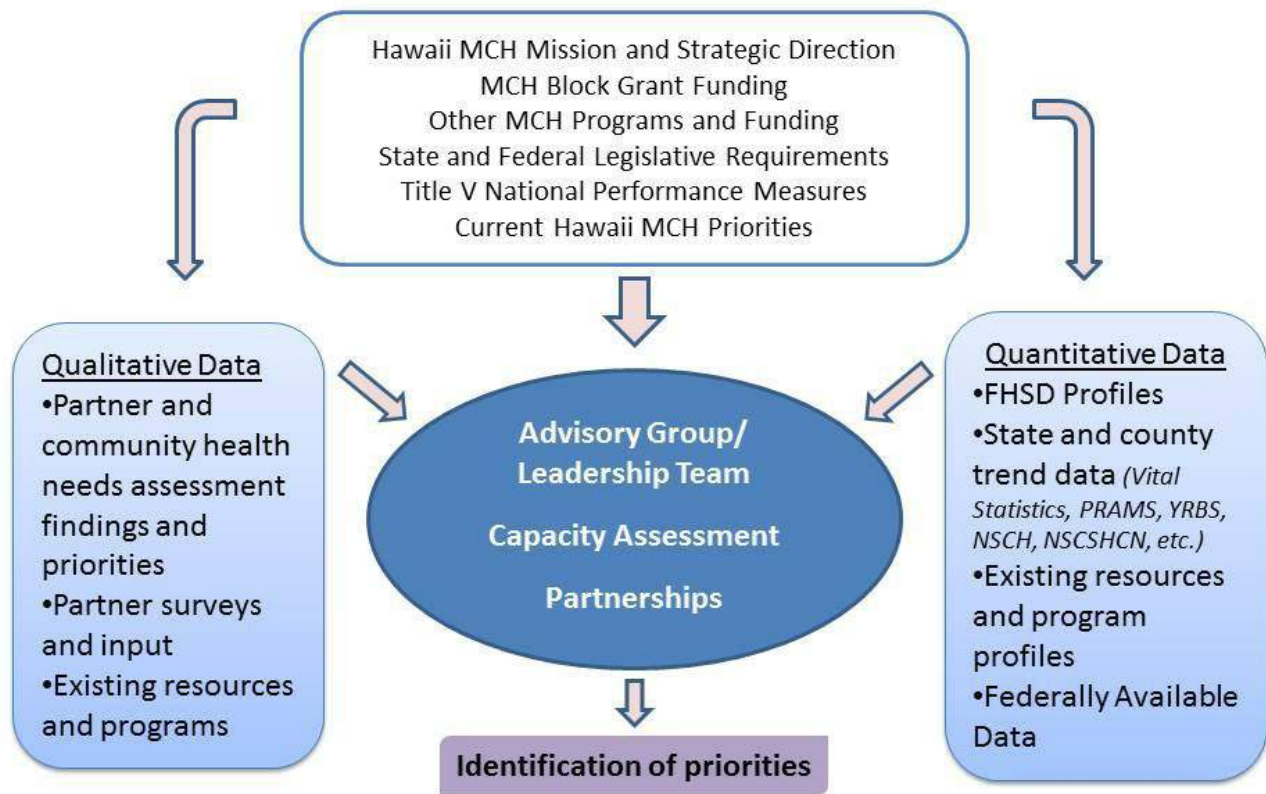 Hawaii MCH Mission and Strategic Direction
MCH Block Grant Funding
Other MCH Programs and Funding
State and Federal Legislative Requirements
Title V National Performance Measures
Current Hawaii MCH Priorities
Qualitative Data
•Partner and
community health
needs assessment
findings and
priorities
•Partner surveys
and input
•Existing resources
and programs
Advisory Group/
Leadership Team
Capacity Assessment
Partnerships
Quantitative Data
•FHSD Profiles
•State and county
trend data (Vital
Statistics, PRAMS, YRBS,
NSCH, NSCSHCN, etc.)
•Existing resources
and program
profiles
•Federally Available
Data
Identification of priorities